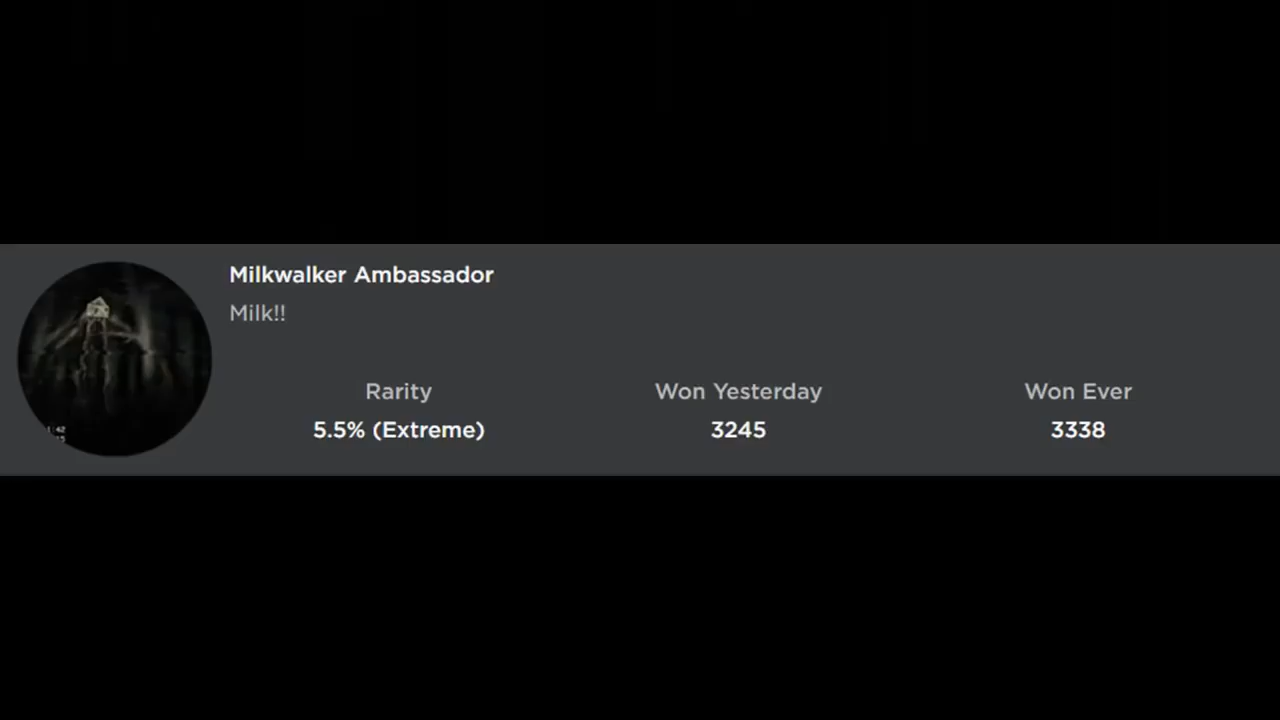 Milkwalker Ambassador
Milk!!
Rarity Won Yesterday Won Ever
5.5% (Extreme) 3245 3338